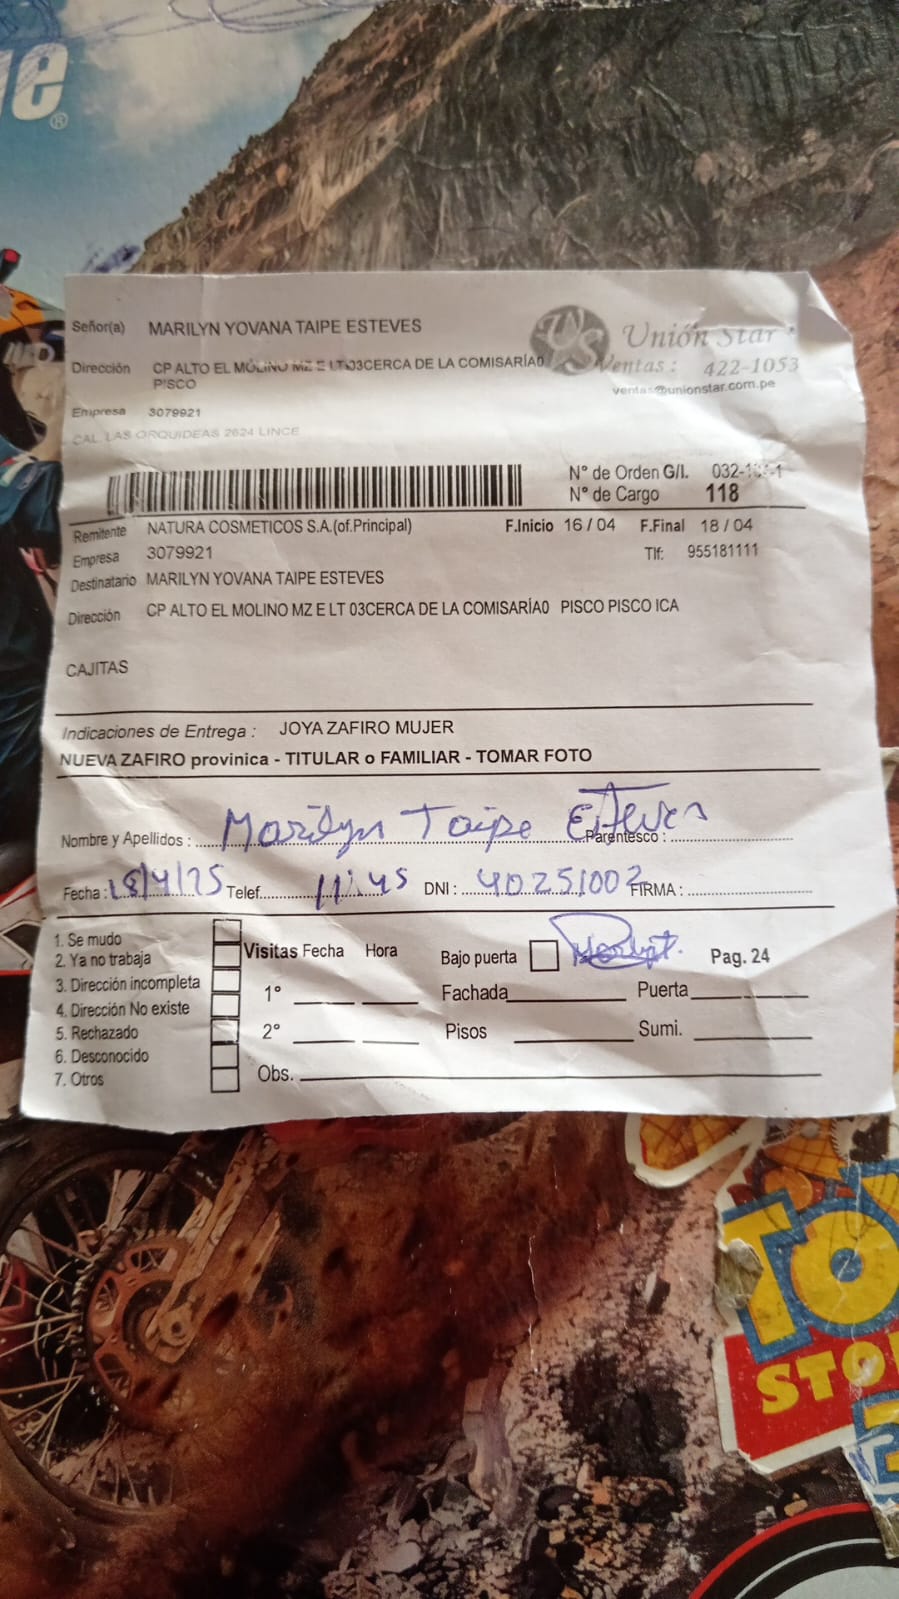 e®
Señor(a) MARILYN YOVANA TAIPE ESTEVES
WS Unión Star
Dirección CP ALTO EL MOLINO MZ E LT 03CERCA DE LA COMISARÍA0
PISCO
Ventas : 422-1053
ventas@unionstar.com.pe
Empresa 3079921
CAL. LAS ORQUIDEAS 2624 LINCE
N° de Orden G/I. 032-
N° de Cargo 118
Remitente NATURA COSMETICOS S.A.(of.Principal) F.Inicio 16 / 04 F.Final 18 / 04
Empresa 3079921 Tlf: 955181111
Destinatario MARILYN YOVANA TAIPE ESTEVES
Dirección CP ALTO EL MOLINO MZ E LT 03CERCA DE LA COMISARÍA0 PISCO PISCO ICA
CAJITAS
Indicaciones de Entrega : JOYA ZAFIRO MUJER
NUEVA ZAFIRO provinica - TITULAR o FAMILIAR - TOMAR FOTO
Nombre y Apellidos : Marilyn Taipe Esteves Parentesco :
Fecha : 18/4/25 Telef. 11:45 DNI : 40251002 FIRMA :
1. Se mudo
2. Ya no trabaja
3. Dirección incompleta
4. Dirección No existe
5. Rechazado
6. Desconocido
7. Otros
Visitas Fecha Hora Bajo puerta Pag. 24
1° Fachada Puerta
2° Pisos Sumi.
Obs.
TOY
STO
3